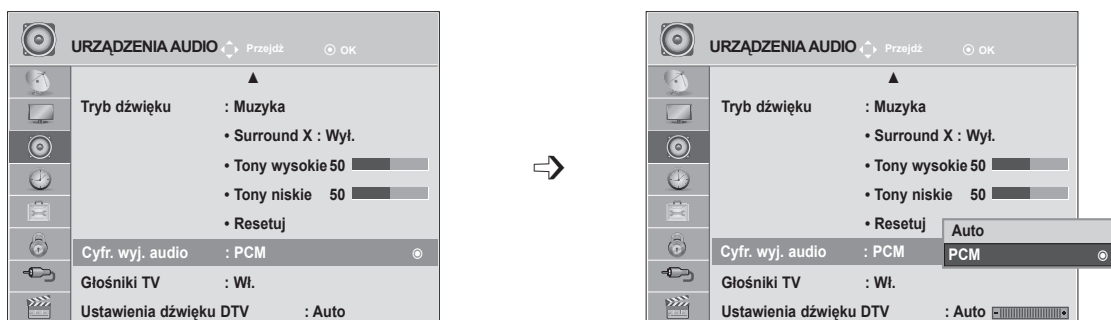 URZĄDZENIA AUDIO Przejdź OK
▲
Tryb dźwięku : Muzyka
• Surround X : Wył.
• Tony wysokie 50
• Tony niskie 50
• Resetuj
Cyfr. wyj. audio : PCM
Głośniki TV : Wł.
Ustawienia dźwięku DTV : Auto
URZĄDZENIA AUDIO Przejdź OK
▲
Tryb dźwięku : Muzyka
• Surround X : Wył.
• Tony wysokie 50
• Tony niskie 50
• Resetuj
Auto
Cyfr. wyj. audio : PCM
PCM
Głośniki TV : Wł.
Ustawienia dźwięku DTV : Auto